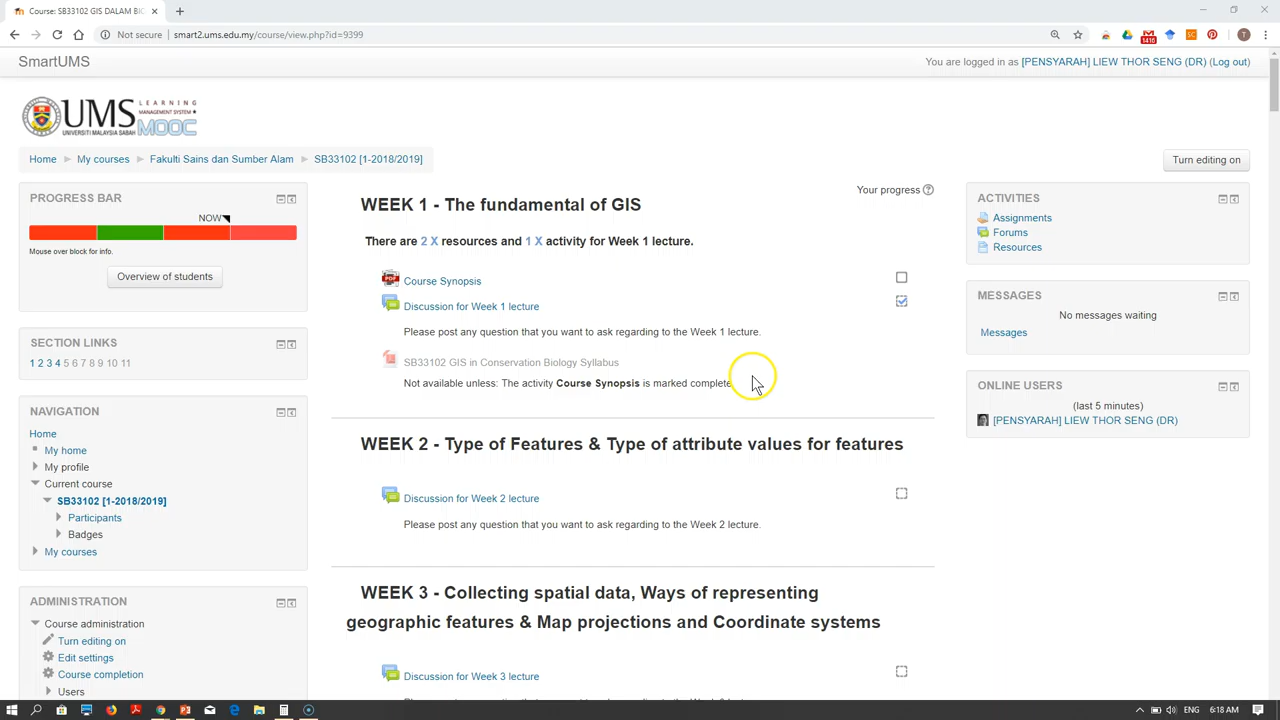 Course: SB33102 GIS DALAM BIO
Not secure | smart2.ums.edu.my/course/view.php?id=9399
1416
T
SmartUMS
You are logged in as [PENSYARAH] LIEW THOR SENG (DR) (Log out)
UMS
UNIVERSITI MALAYSIA SABAH
LEARNING
MANAGEMENT SYSTEM
MOOC
Home
My courses
Fakulti Sains dan Sumber Alam
SB33102 [1-2018/2019]
Turn editing on
PROGRESS BAR
NOW
Mouse over block for info.
Overview of students
SECTION LINKS
1 2 3 4 5 6 7 8 9 10 11
NAVIGATION
Home
My home
My profile
Current course
SB33102 [1-2018/2019]
Participants
Badges
My courses
ADMINISTRATION
Course administration
Turn editing on
Edit settings
Course completion
Users
Your progress
WEEK 1 - The fundamental of GIS
There are 2 X resources and 1 X activity for Week 1 lecture.
Course Synopsis
Discussion for Week 1 lecture
Please post any question that you want to ask regarding to the Week 1 lecture.
SB33102 GIS in Conservation Biology Syllabus
Not available unless: The activity Course Synopsis is marked complete
WEEK 2 - Type of Features & Type of attribute values for features
Discussion for Week 2 lecture
Please post any question that you want to ask regarding to the Week 2 lecture.
WEEK 3 - Collecting spatial data, Ways of representing
geographic features & Map projections and Coordinate systems
Discussion for Week 3 lecture
ACTIVITIES
Assignments
Forums
Resources
MESSAGES
No messages waiting
Messages
ONLINE USERS
(last 5 minutes)
[PENSYARAH] LIEW THOR SENG (DR)
6:18 AM